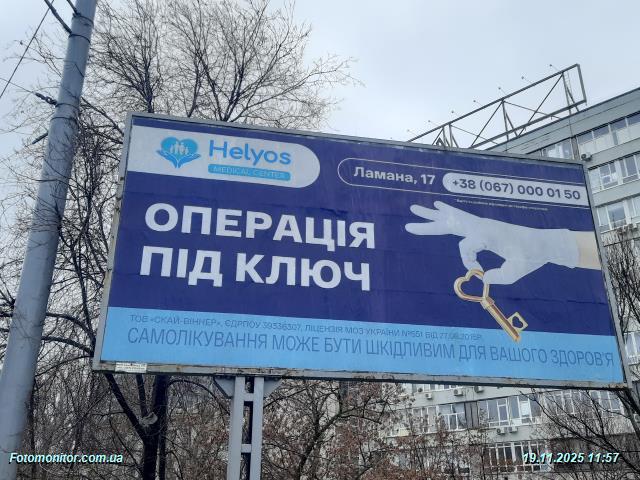 Helyos
MEDICAL CENTER
Ламана, 17
+38 (067) 000 01 50
ОПЕРАЦІЯ
ПІД КЛЮЧ
ТОВ «СКАЙ-ВІННЕР», ЄДРПОУ 39336307, ЛІЦЕНЗІЯ МОЗ УКРАЇНИ №551 ВІД 27.08.2015Р.
САМОЛІКУВАННЯ МОЖЕ БУТИ ШКІДЛИВИМ ДЛЯ ВАШОГО ЗДОРОВ'Я
Fotomonitor.com.ua
19.11.2025 11:57